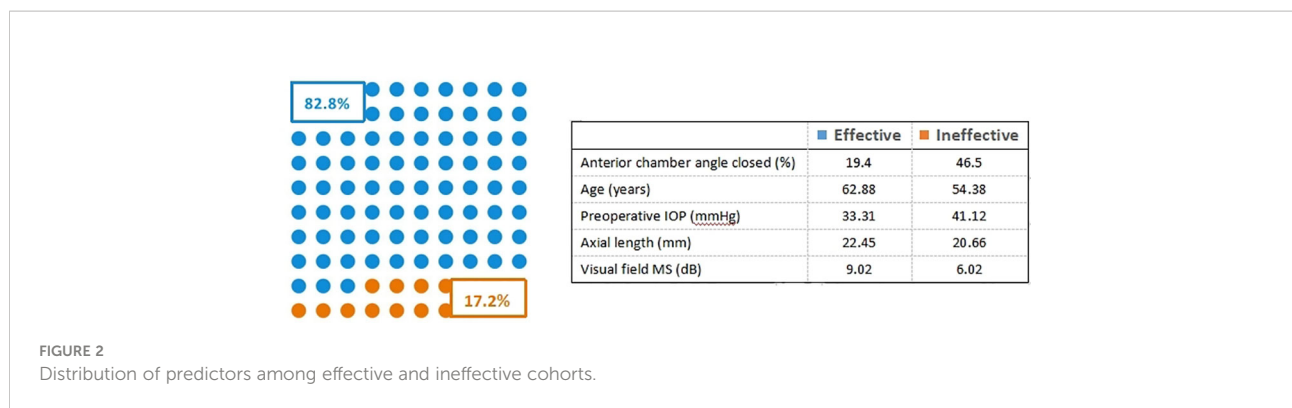 82.8%
17.2%
Effective Ineffective
Anterior chamber angle closed (%) 19.4 46.5
Age (years) 62.88 54.38
Preoperative IOP (mmHg) 33.31 41.12
Axial length (mm) 22.45 20.66
Visual field MS (dB) 9.02 6.02
FIGURE 2
Distribution of predictors among effective and ineffective cohorts.